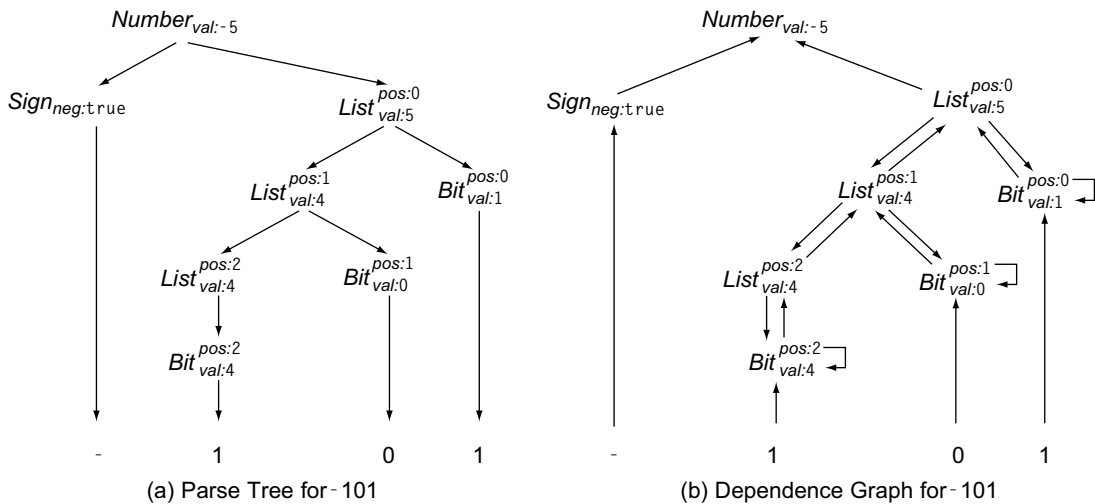 Number val:-5
Sign neg:true
List pos:0 val:5
List pos:1 val:4
Bit pos:0 val:1
List pos:2 val:4
Bit pos:1 val:0
Bit pos:2 val:4
- 1 0 1
(a) Parse Tree for -101
Number val:-5
Sign neg:true
List pos:0 val:5
List pos:1 val:4
Bit pos:0 val:1
List pos:2 val:4
Bit pos:1 val:0
Bit pos:2 val:4
- 1 0 1
(b) Dependence Graph for -101